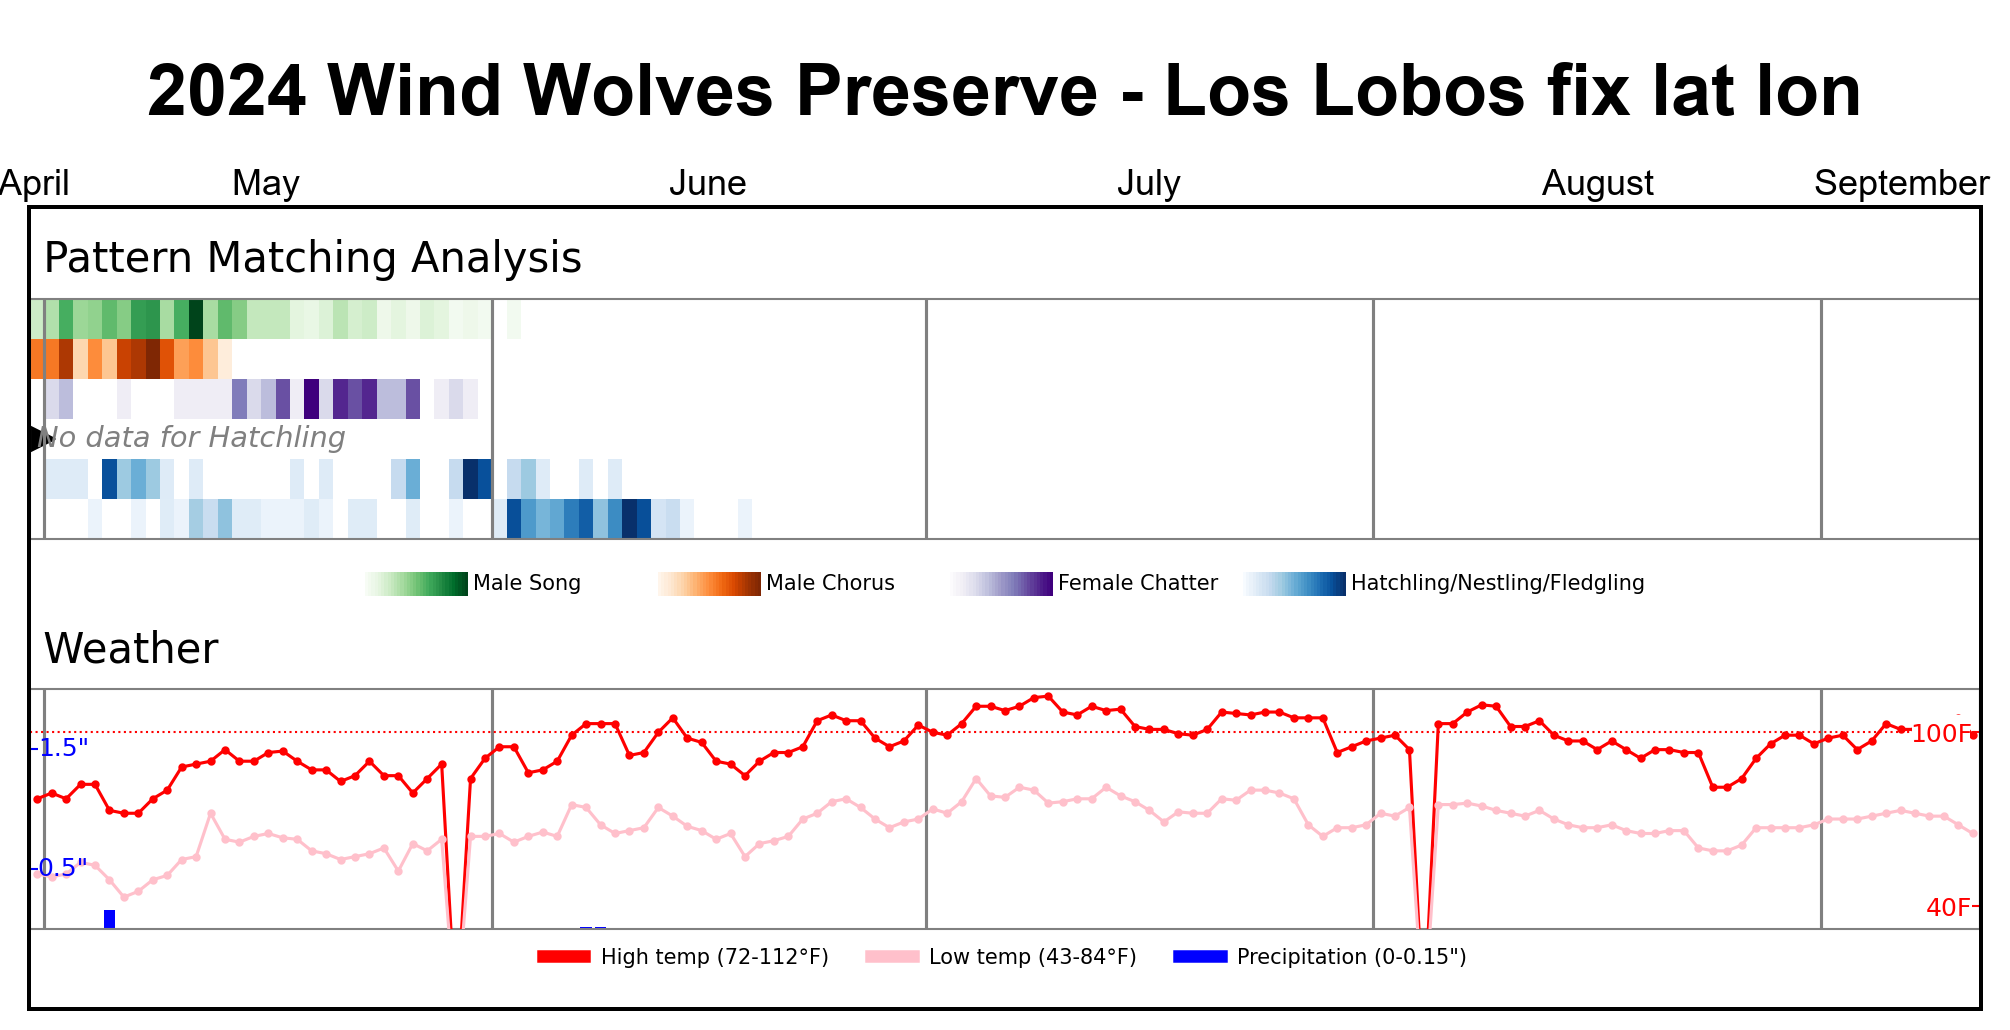 2024 Wind Wolves Preserve - Los Lobos fix lat lon
April May June July August September
Pattern Matching Analysis
No data for Hatchling
Male Song Male Chorus Female Chatter Hatchling/Nestling/Fledgling
Weather
1.5" 100F
0.5"
40F
High temp (72-112°F) Low temp (43-84°F) Precipitation (0-0.15")